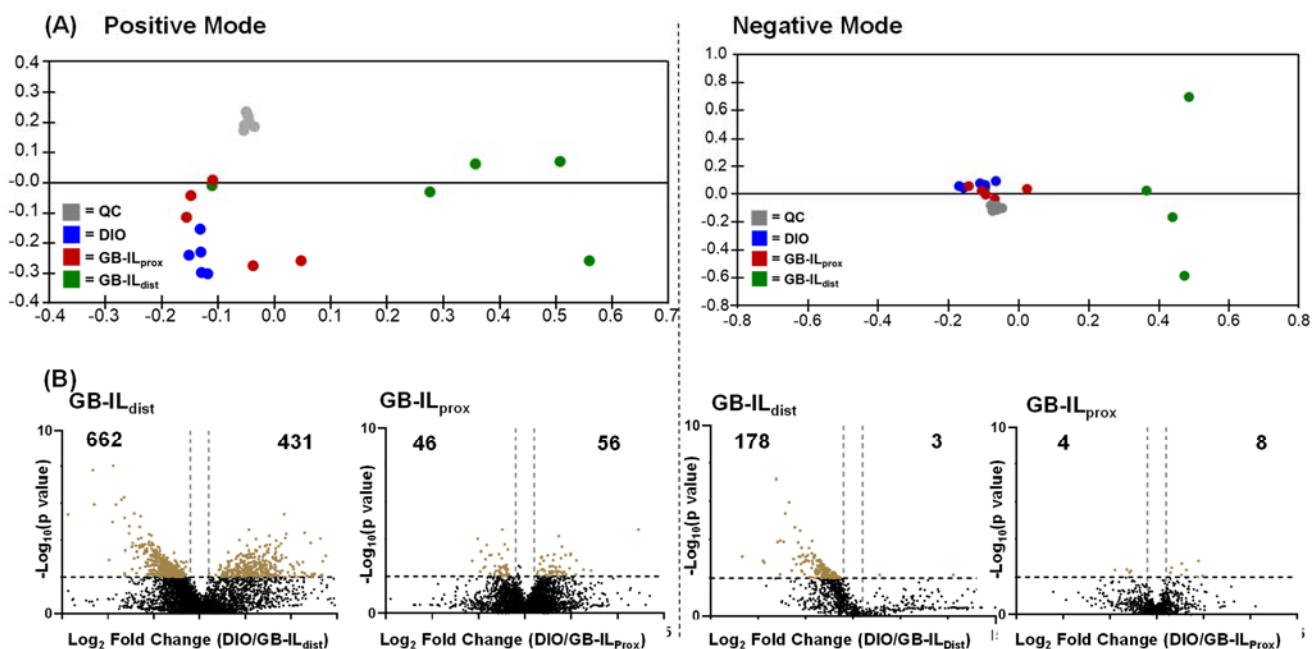 (A) Positive Mode
0.4
0.3
0.2
0.1
-0.0
-0.1
-0.2
-0.3
-0.4
-0.4 -0.3 -0.2 -0.1 0.0 0.1 0.2 0.3 0.4 0.5 0.6 0.7
= QC
= DIO
= GB-ILprox
= GB-ILdist
Negative Mode
1.0
0.8
0.6
0.4
0.2
0.0
-0.2
-0.4
-0.6
-0.8
-0.8 -0.6 -0.4 -0.2 0.0 0.2 0.4 0.6 0.8
= QC
= DIO
= GB-ILprox
= GB-ILdist
(B)
GB-ILdist
662 431
10
0
-Log10(p value)
Log2 Fold Change (DIO/GB-ILdist)
GB-ILprox
46 56
10
0
-Log10(p value)
5
Log2 Fold Change (DIO/GB-ILProx)
GB-ILdist
178 3
10
0
-Log10(p value)
Log2 Fold Change (DIO/GB-ILDist)
GB-ILprox
4 8
10
0
-Log10(p value)
Log2 Fold Change (DIO/GB-ILProx)